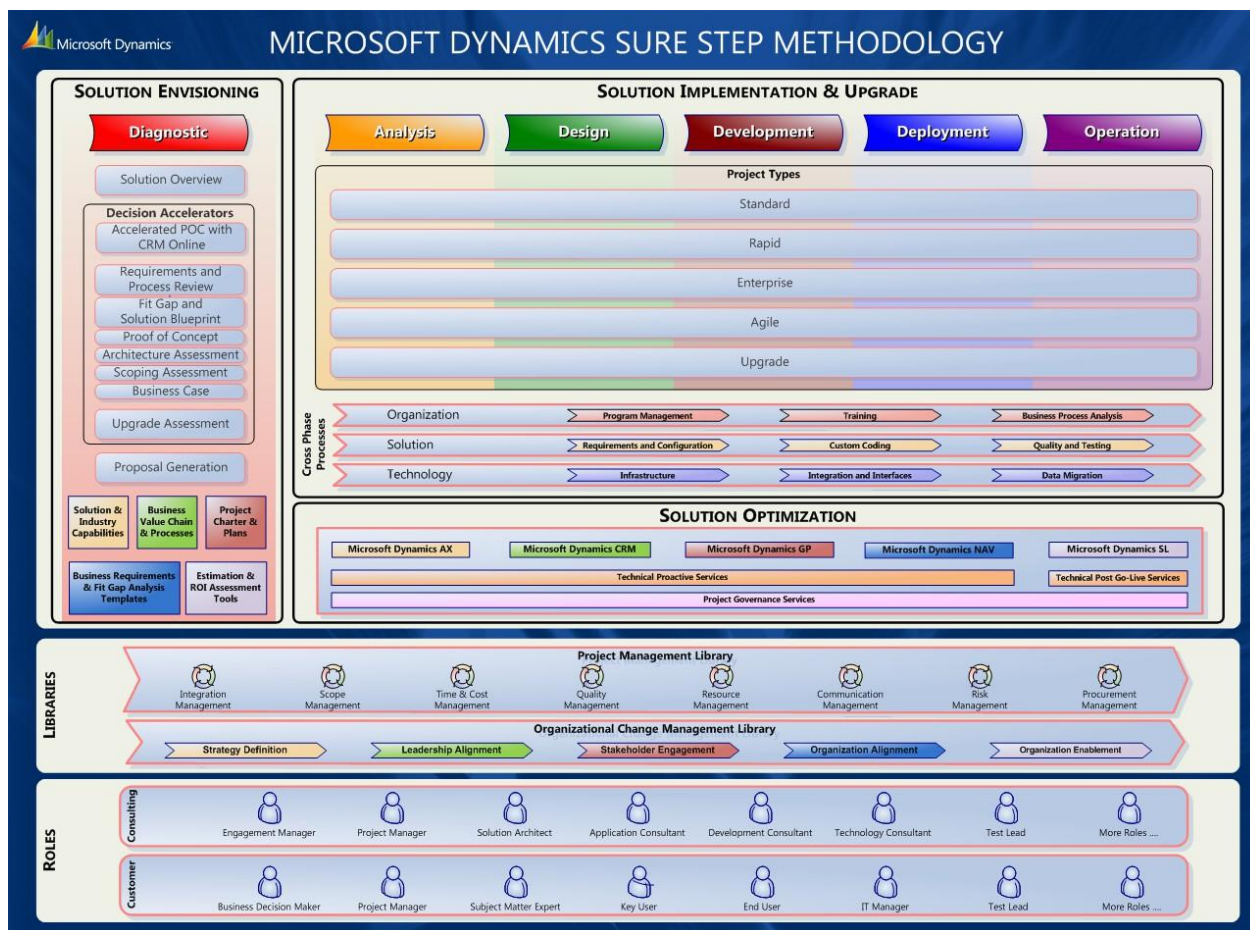 Microsoft Dynamics
MICROSOFT DYNAMICS SURE STEP METHODOLOGY
SOLUTION ENVISIONING
Diagnostic
Solution Overview
Decision Accelerators
Accelerated POC with
CRM Online
Requirements and
Process Review
Fit Gap and
Solution Blueprint
Proof of Concept
Architecture Assessment
Scoping Assessment
Business Case
Upgrade Assessment
Proposal Generation
Solution &
Industry
Capabilities
Business
Value Chain
& Processes
Project
Charter &
Plans
Business Requirements
& Fit Gap Analysis
Templates
Estimation &
ROI Assessment
Tools
SOLUTION IMPLEMENTATION & UPGRADE
Analysis
Design
Development
Deployment
Operation
Project Types
Standard
Rapid
Enterprise
Agile
Upgrade
Cross Phase
Processes
Organization
Program Management
Training
Business Process Analysis
Solution
Requirements and Configuration
Custom Coding
Quality and Testing
Technology
Infrastructure
Integration and Interfaces
Data Migration
SOLUTION OPTIMIZATION
Microsoft Dynamics AX
Microsoft Dynamics CRM
Microsoft Dynamics GP
Microsoft Dynamics NAV
Microsoft Dynamics SL
Technical Proactive Services
Technical Post Go-Live Services
Project Governance Services
LIBRARIES
Project Management Library
Integration
Management
Scope
Management
Time & Cost
Management
Quality
Management
Resource
Management
Communication
Management
Risk
Management
Procurement
Management
Organizational Change Management Library
Strategy Definition
Leadership Alignment
Stakeholder Engagement
Organization Alignment
Organization Enablement
ROLES
Consulting
Engagement Manager
Project Manager
Solution Architect
Application Consultant
Development Consultant
Technology Consultant
Test Lead
More Roles ....
Customer
Business Decision Maker
Project Manager
Subject Matter Expert
Key User
End User
IT Manager
Test Lead
More Roles ....